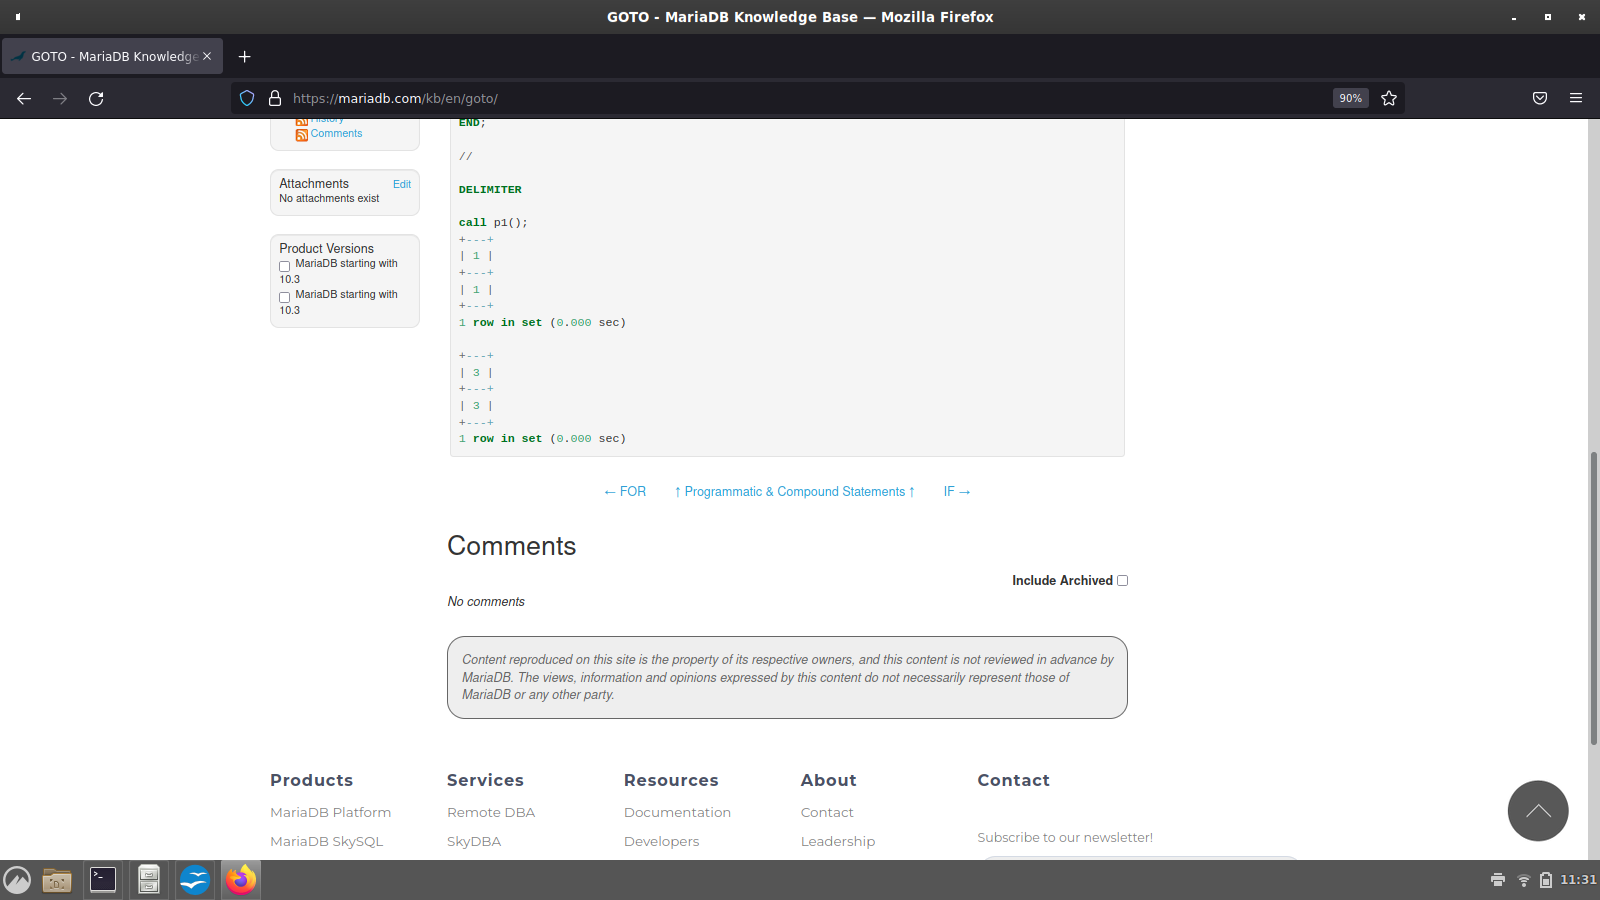 GOTO - MariaDB Knowledge Base — Mozilla Firefox
GOTO - MariaDB Knowledge
https://mariadb.com/kb/en/goto/
90%
History
Comments
Attachments Edit
No attachments exist
Product Versions
MariaDB starting with
10.3
MariaDB starting with
10.3
END;
//
DELIMITER
call p1();
+---+
| 1 |
+---+
| 1 |
+---+
1 row in set (0.000 sec)
+---+
| 3 |
+---+
| 3 |
+---+
1 row in set (0.000 sec)
← FOR ↑ Programmatic & Compound Statements ↑ IF →
Comments
Include Archived
No comments
Content reproduced on this site is the property of its respective owners, and this content is not reviewed in advance by
MariaDB. The views, information and opinions expressed by this content do not necessarily represent those of
MariaDB or any other party.
Products
MariaDB Platform
MariaDB SkySQL
Services
Remote DBA
SkyDBA
Resources
Documentation
Developers
About
Contact
Leadership
Contact
Subscribe to our newsletter!
11:31